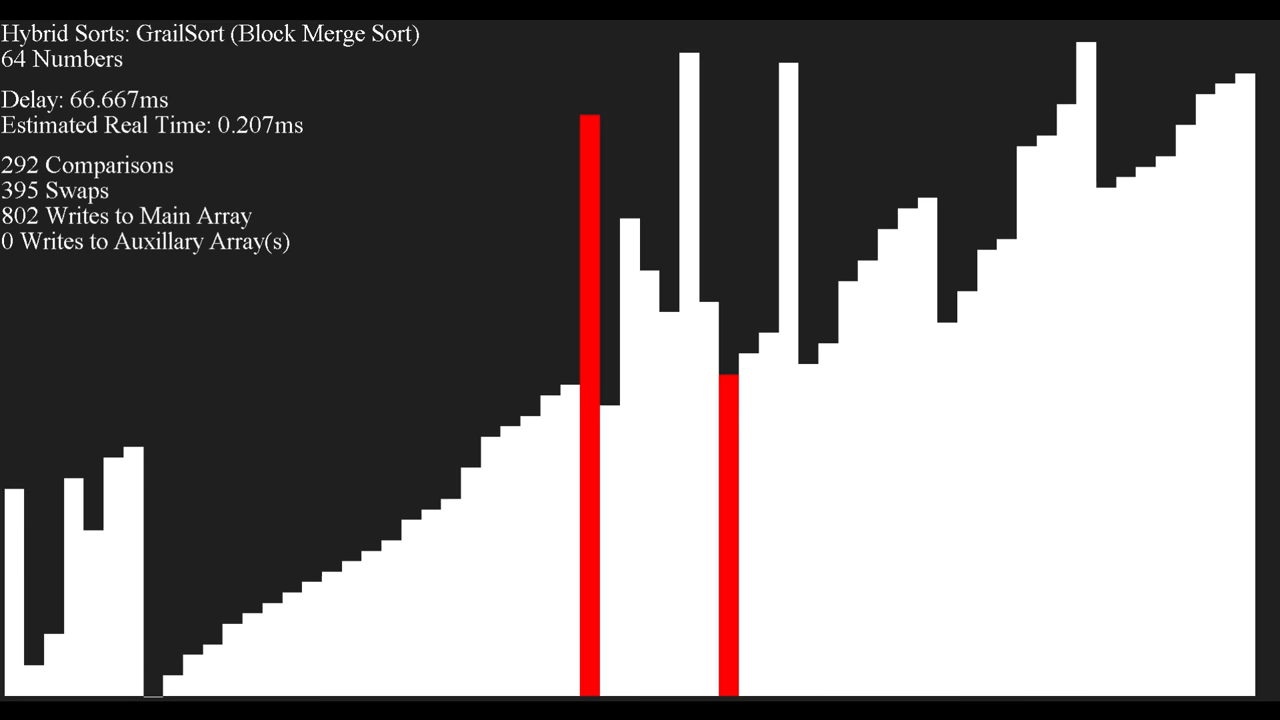 Hybrid Sorts: GrailSort (Block Merge Sort)
64 Numbers
Delay: 66.667ms
Estimated Real Time: 0.207ms
292 Comparisons
395 Swaps
802 Writes to Main Array
0 Writes to Auxillary Array(s)